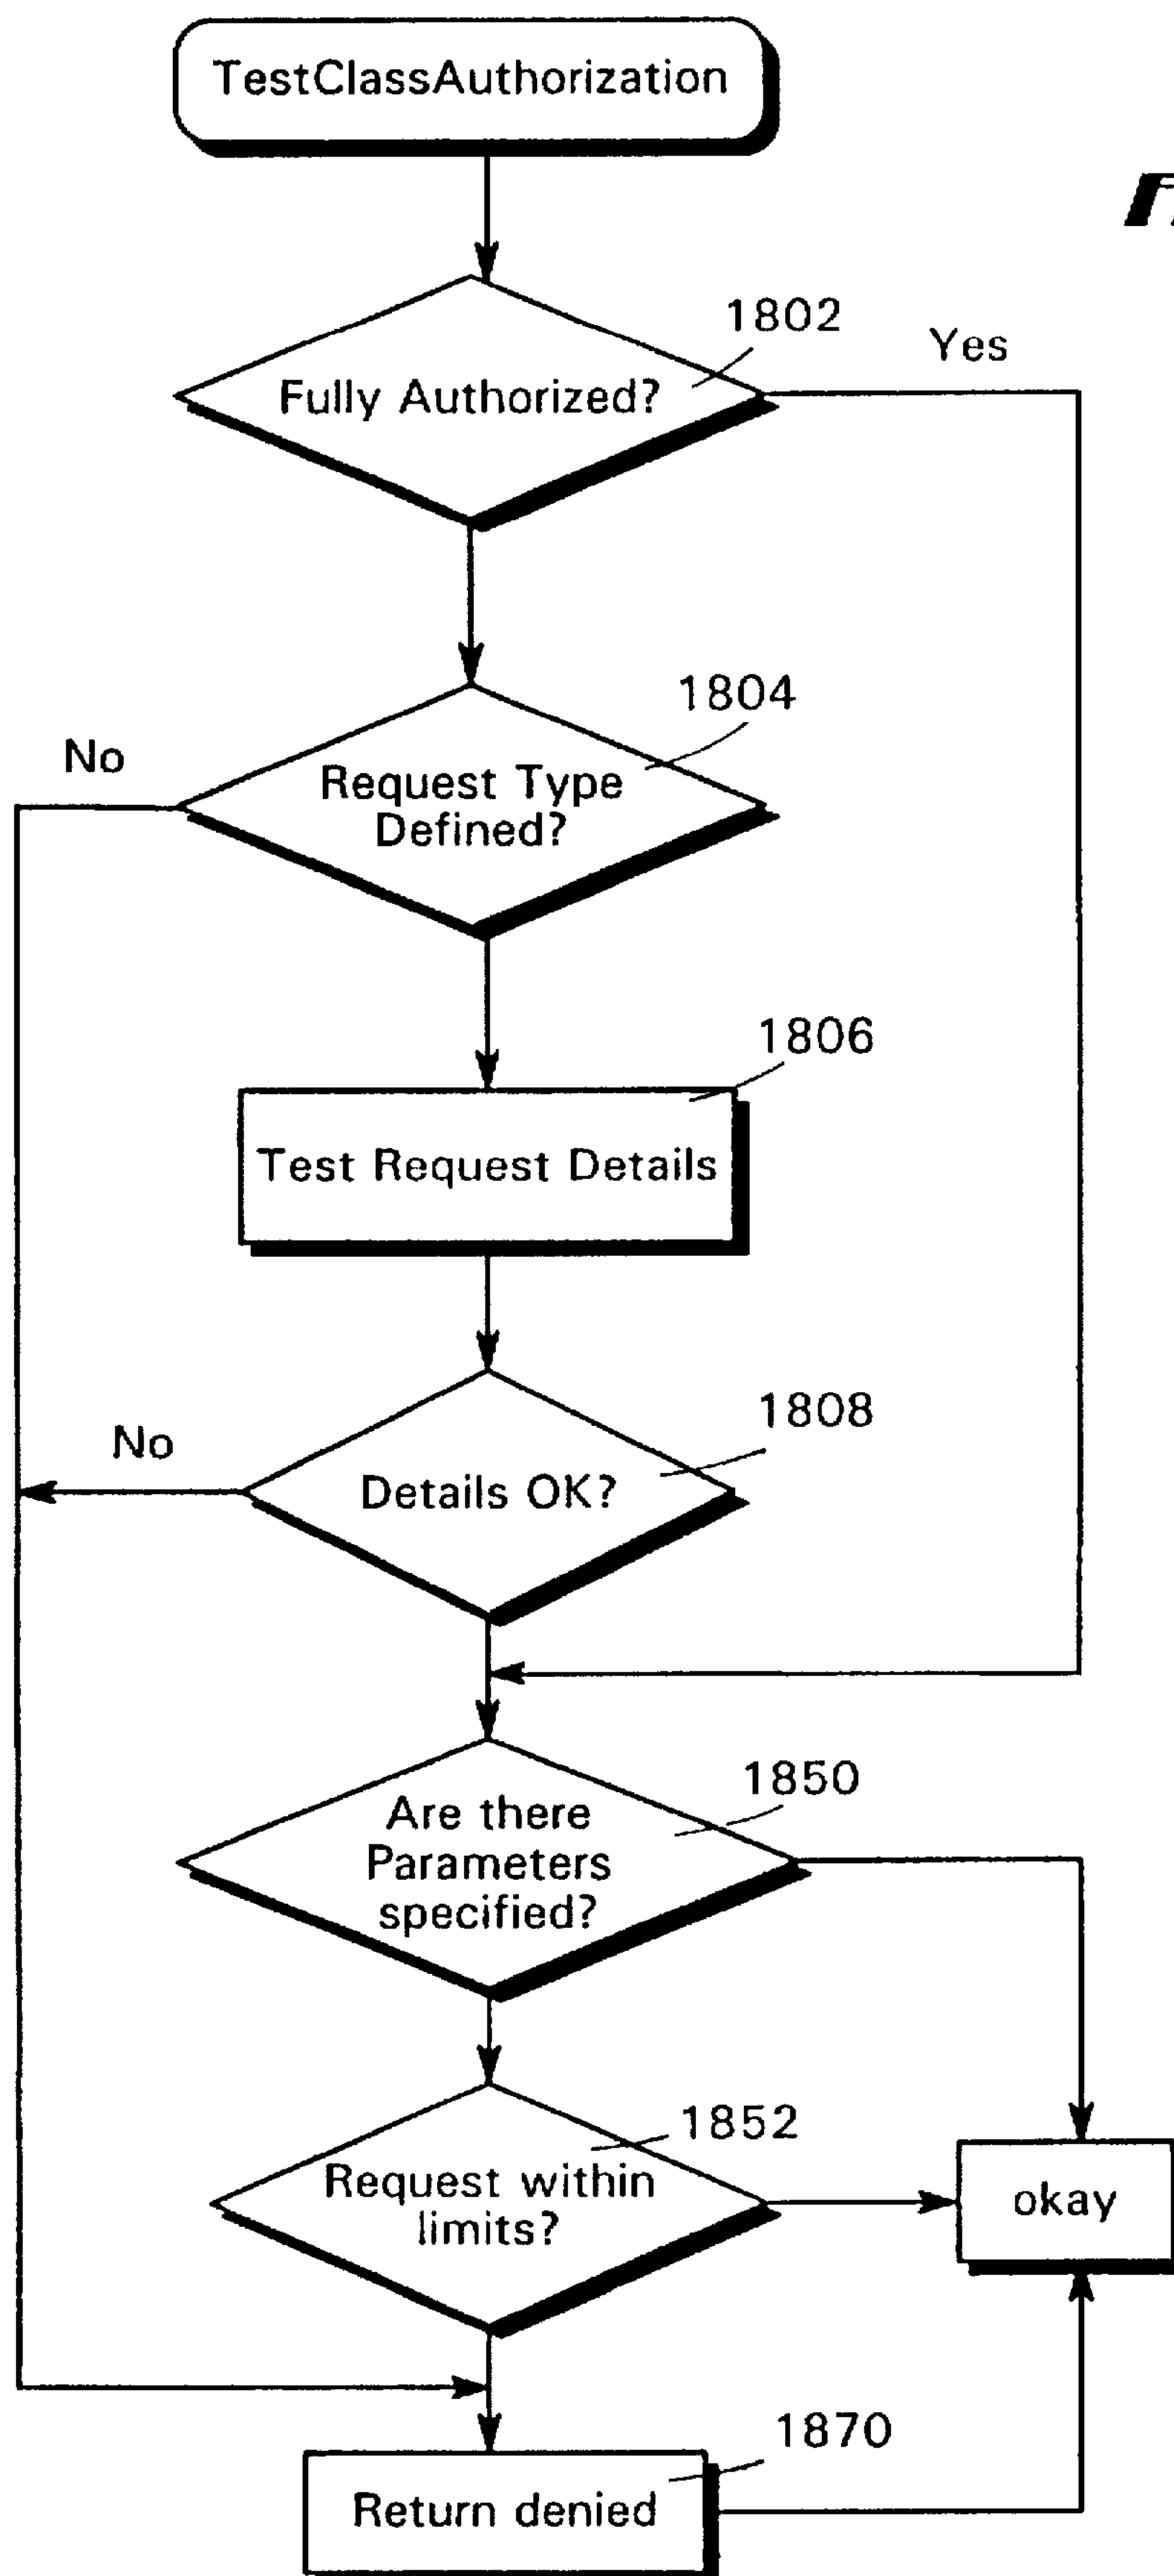 TestClassAuthorization
1802
Yes
Fully Authorized?
1804
No
Request Type
Defined?
1806
Test Request Details
1808
No
Details OK?
1850
Are there
Parameters
specified?
1852
Request within
limits?
okay
1870
Return denied